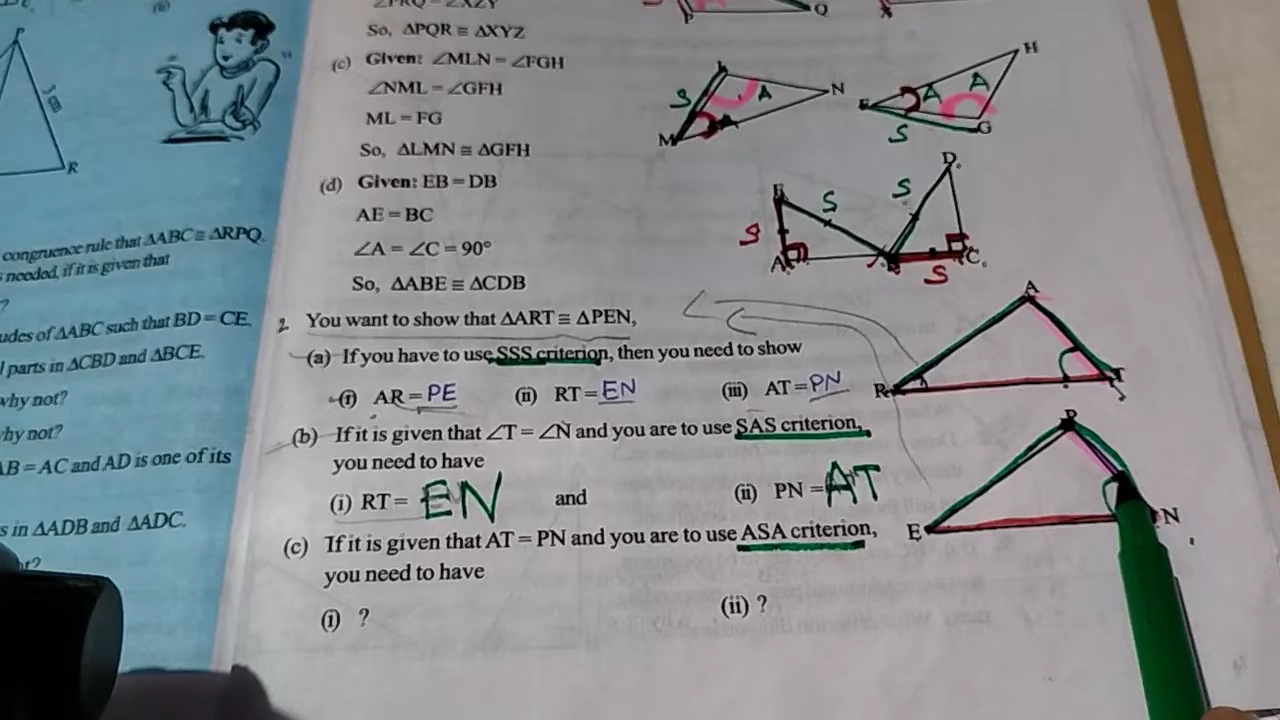 So, ΔPQR ≅ ΔXYZ
(c) Given: ∠MLN = ∠FGH
∠NML = ∠GFH
ML = FG
So, ΔLMN ≅ ΔGFH
(d) Given: EB = DB
AE = BC
∠A = ∠C = 90°
So, ΔABE ≅ ΔCDB
2. You want to show that ΔART ≅ ΔPEN,
(a) If you have to use SSS criterion, then you need to show
(i) AR = PE (ii) RT = EN (iii) AT = PN
(b) If it is given that ∠T = ∠N and you are to use SAS criterion,
you need to have
(i) RT = EN and (ii) PN = AT
(c) If it is given that AT = PN and you are to use ASA criterion,
you need to have
(i) ? (ii) ?
P
3 cm
R
congruence rule that ΔABC ≅ ΔRPQ.
needed, if it is given that
?
of ΔABC such that BD = CE.
parts in ΔCBD and ΔBCE.
why not?
why not?
AB = AC and AD is one of its
in ΔADB and ΔADC.
P Q
S A N M
H A A G S
S S S S
A C D
A R T
E N